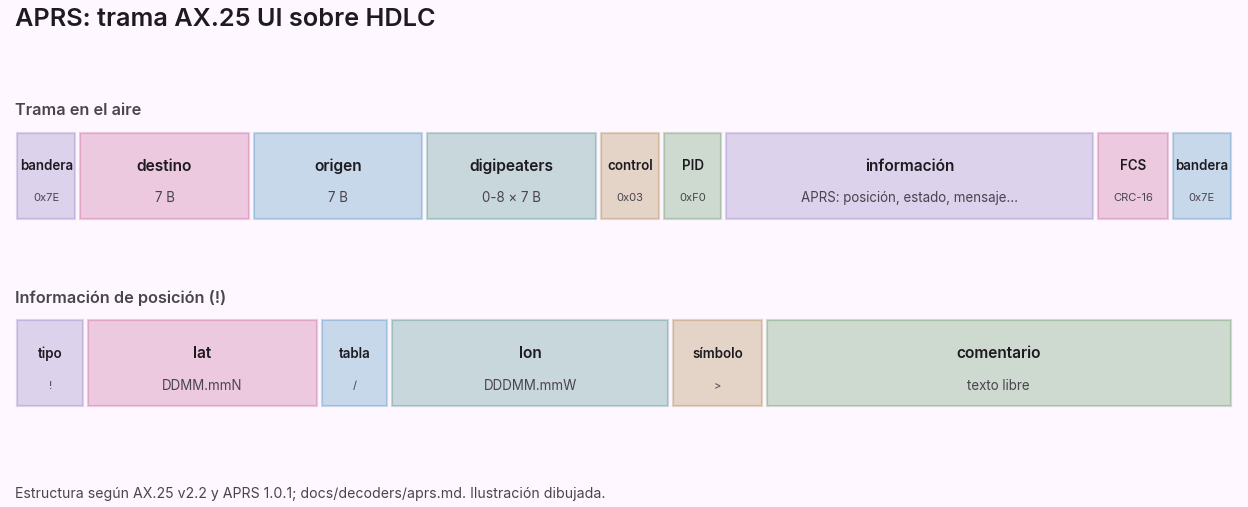 APRS: trama AX.25 UI sobre HDLC
Trama en el aire
bandera destino origen digipeaters control PID información FCS bandera
0x7E 7 B 7 B 0-8 × 7 B 0x03 0xF0 APRS: posición, estado, mensaje... CRC-16 0x7E
Información de posición (!)
tipo lat tabla lon símbolo comentario
! DDMM.mmN / DDDMM.mmW > texto libre
Estructura según AX.25 v2.2 y APRS 1.0.1; docs/decoders/aprs.md. Ilustración dibujada.